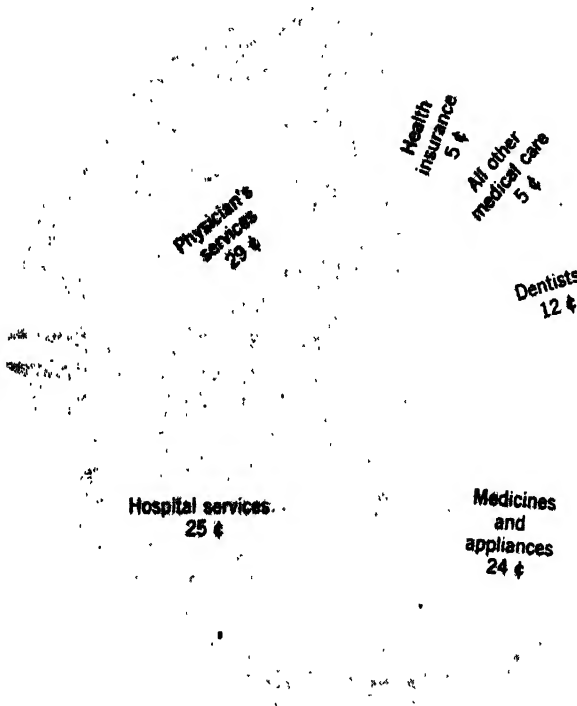 Health
insurance
5 ¢
All other
medical care
5 ¢
Physician's
services
29 ¢
Dentists
12 ¢
Hospital services
25 ¢
Medicines
and
appliances
24 ¢